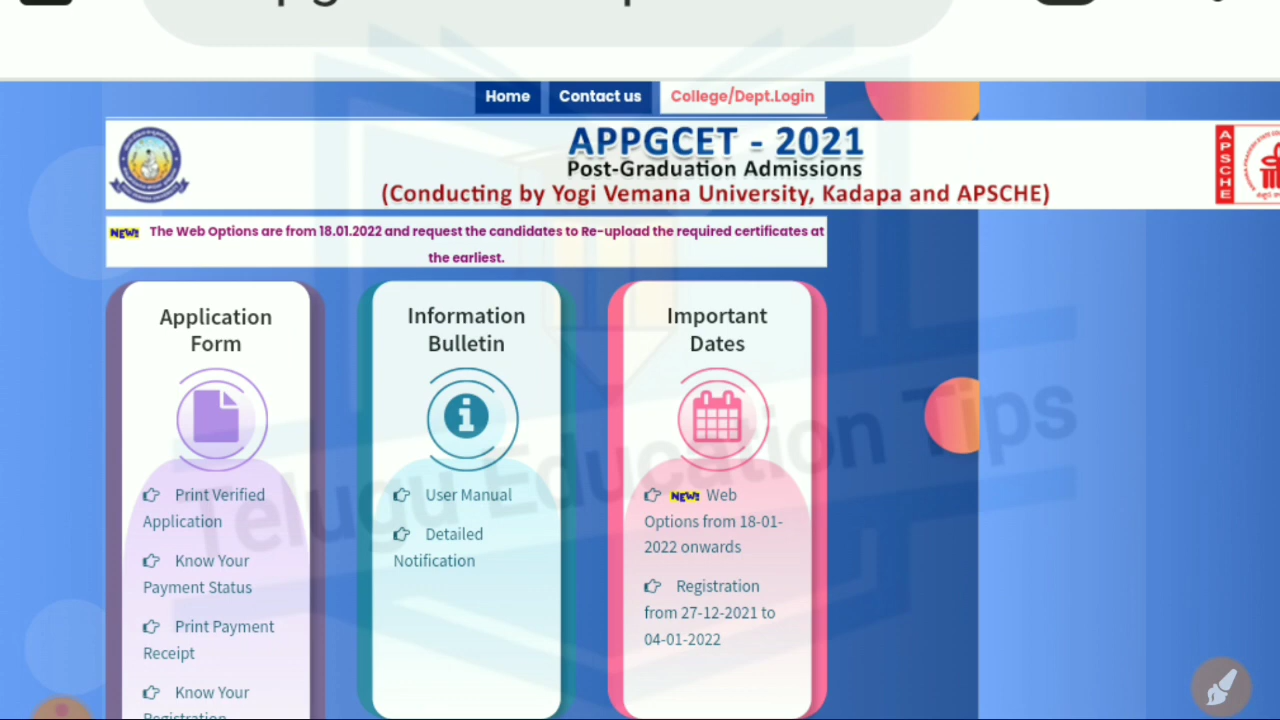 Home Contact us College/Dept.Login
APPGCET - 2021
Post-Graduation Admissions
(Conducting by Yogi Vemana University, Kadapa and APSCHE)
APSCHE
NEW! The Web Options are from 18.01.2022 and request the candidates to Re-upload the required certificates at
the earliest.
Application
Form
Print Verified
Application
Know Your
Payment Status
Print Payment
Receipt
Know Your
Registration
Information
Bulletin
User Manual
Detailed
Notification
Important
Dates
NEW! Web
Options from 18-01-
2022 onwards
Registration
from 27-12-2021 to
04-01-2022
Telugu Education Tips